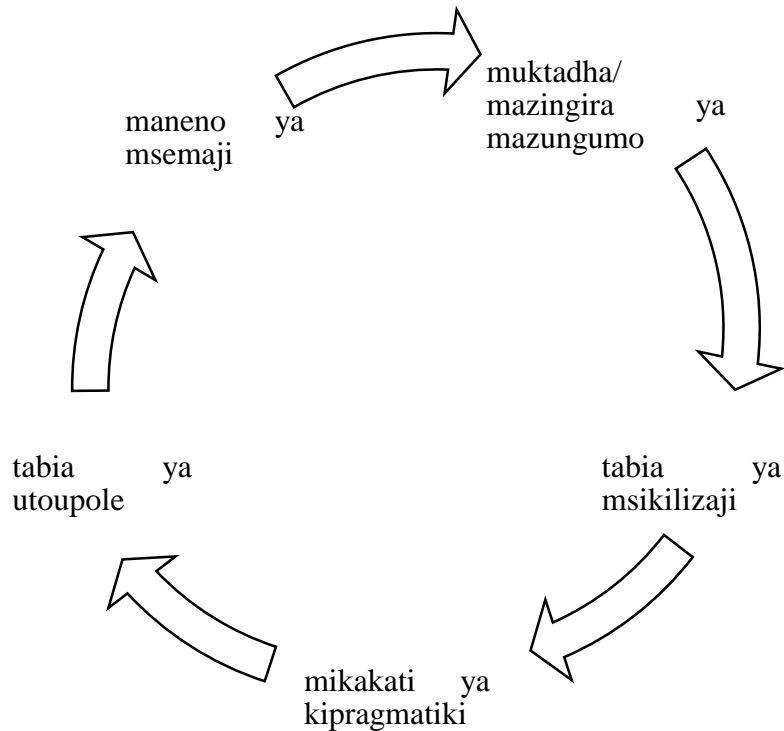 maneno ya
msemaji
muktadha/
mazingira ya
mazungumo
tabia ya
msikilizaji
mikakati ya
kipragmatiki
tabia ya
utoupole